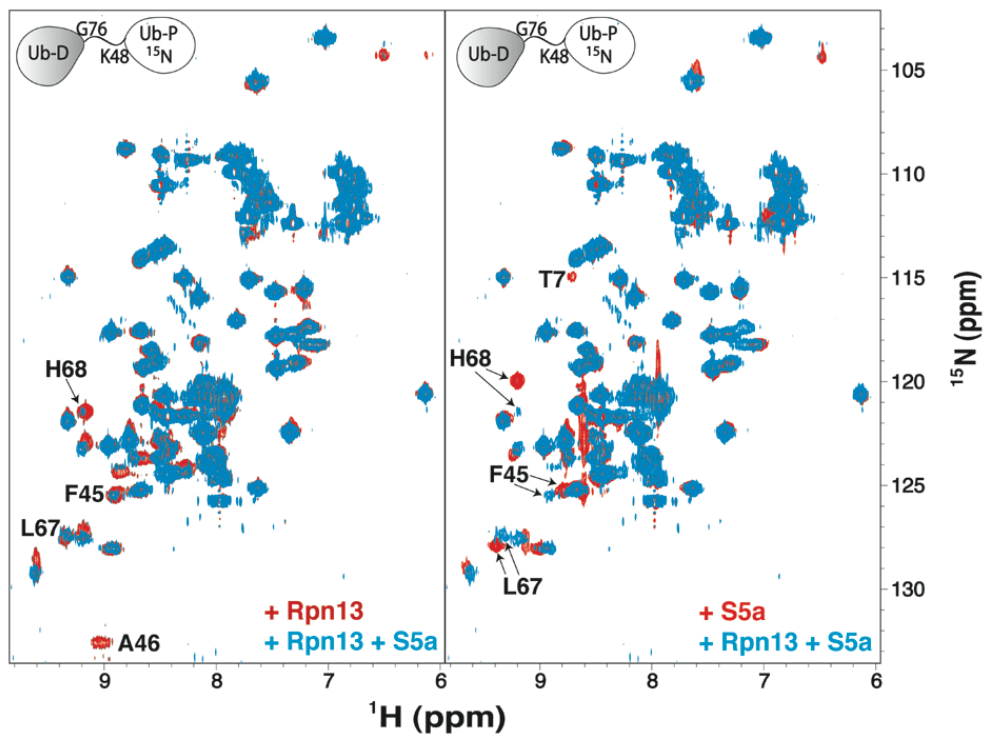 G76
Ub-D
K48
Ub-P
¹⁵N
H68
F45
L67
A46
+ Rpn13
+ Rpn13 + S5a
9
8
7
6
G76
Ub-D
K48
Ub-P
¹⁵N
T7
H68
F45
L67
+ S5a
+ Rpn13 + S5a
9
8
7
6
105
110
115
120
125
130
¹⁵N (ppm)
¹H (ppm)